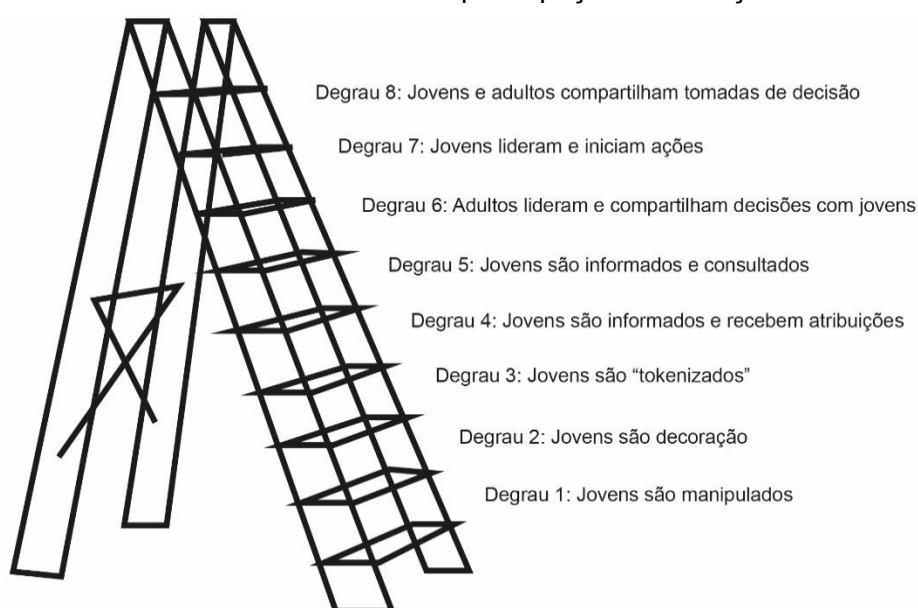 Degrau 8: Jovens e adultos compartilham tomadas de decisão
Degrau 7: Jovens lideram e iniciam ações
Degrau 6: Adultos lideram e compartilham decisões com jovens
Degrau 5: Jovens são informados e consultados
Degrau 4: Jovens são informados e recebem atribuições
Degrau 3: Jovens são “tokenizados”
Degrau 2: Jovens são decoração
Degrau 1: Jovens são manipulados